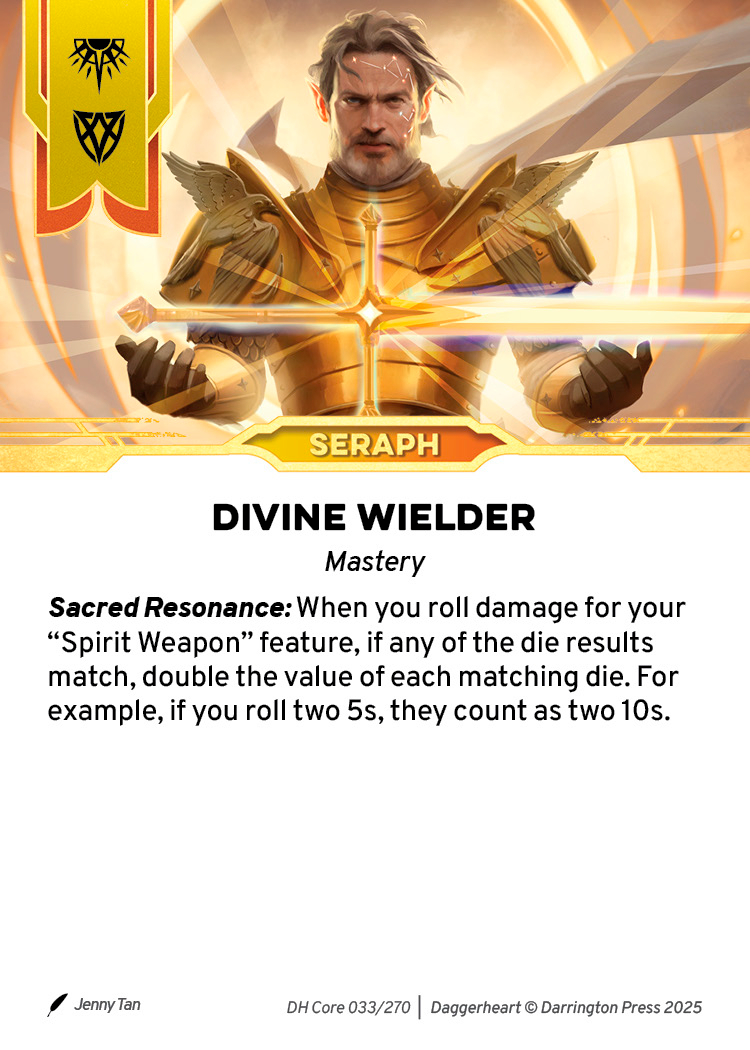 SERAPH
DIVINE WIELDER
Mastery
Sacred Resonance: When you roll damage for your
“Spirit Weapon” feature, if any of the die results
match, double the value of each matching die. For
example, if you roll two 5s, they count as two 10s.
Jenny Tan
DH Core 033/270 | Daggerheart © Darrington Press 2025